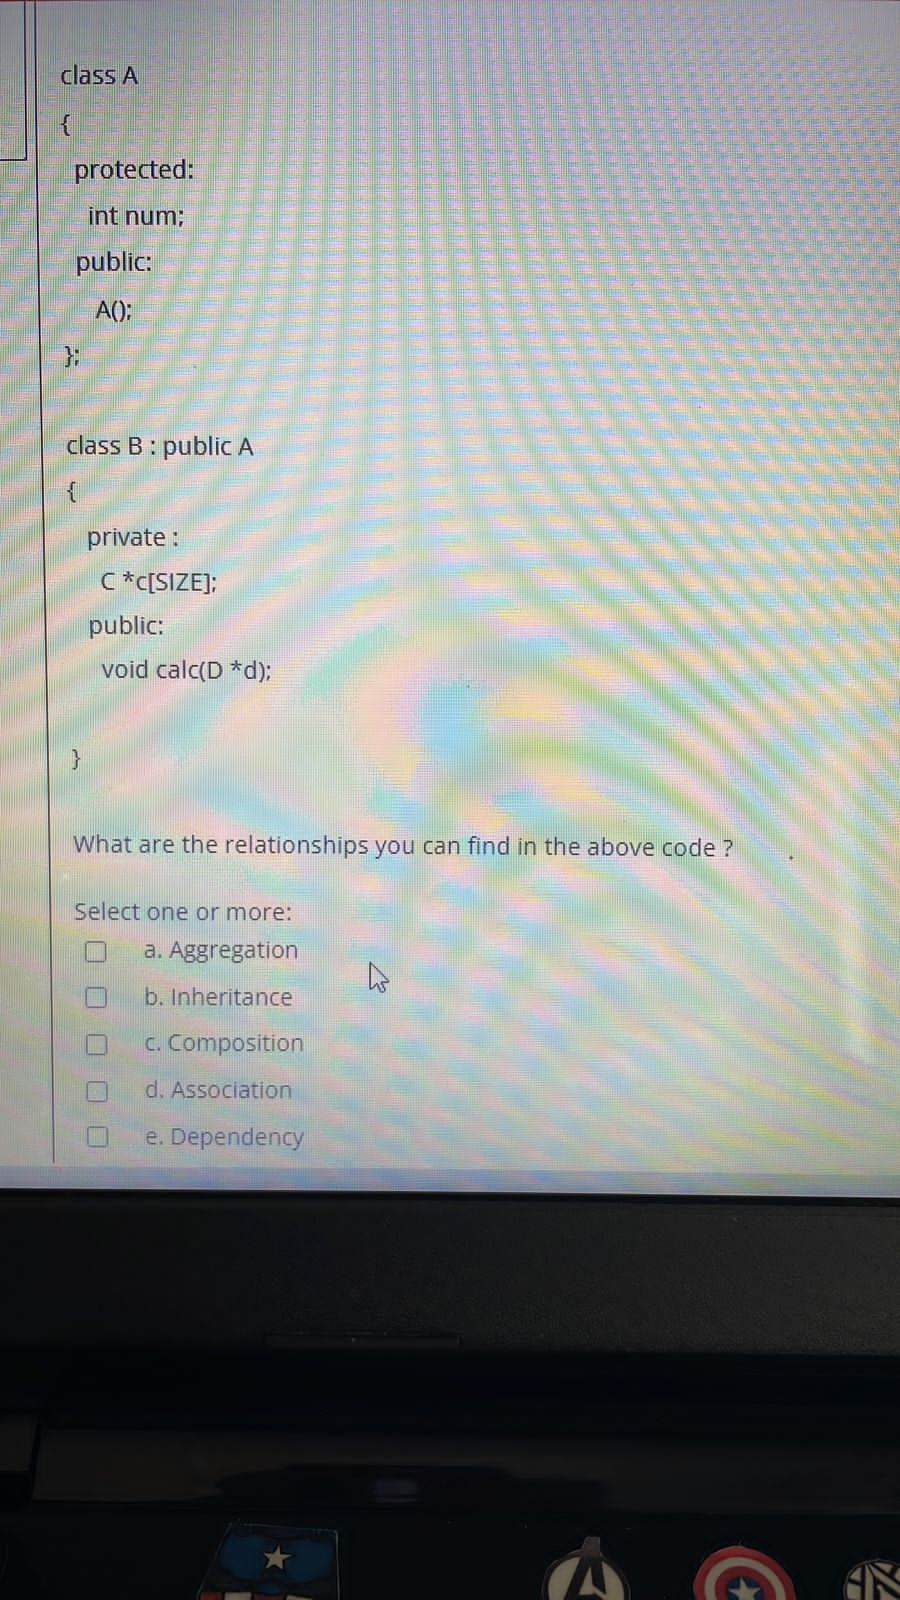 class A
{
protected:
int num;
public:
A();
};
class B : public A
{
private :
C *c[SIZE];
public:
void calc(D *d);
}
What are the relationships you can find in the above code ?
Select one or more:
a. Aggregation
b. Inheritance
c. Composition
d. Association
e. Dependency